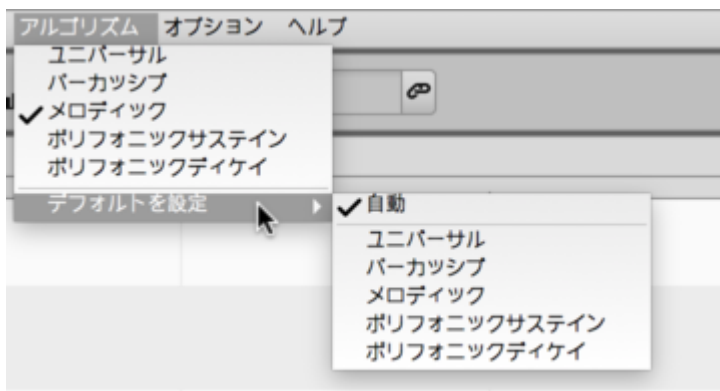 アルゴリズム オプション ヘルプ
ユニバーサル
パーカッシブ
メロディック
ポリフォニックサステイン
ポリフォニックディケイ
デフォルトを設定
自動
ユニバーサル
パーカッシブ
メロディック
ポリフォニックサステイン
ポリフォニックディケイ